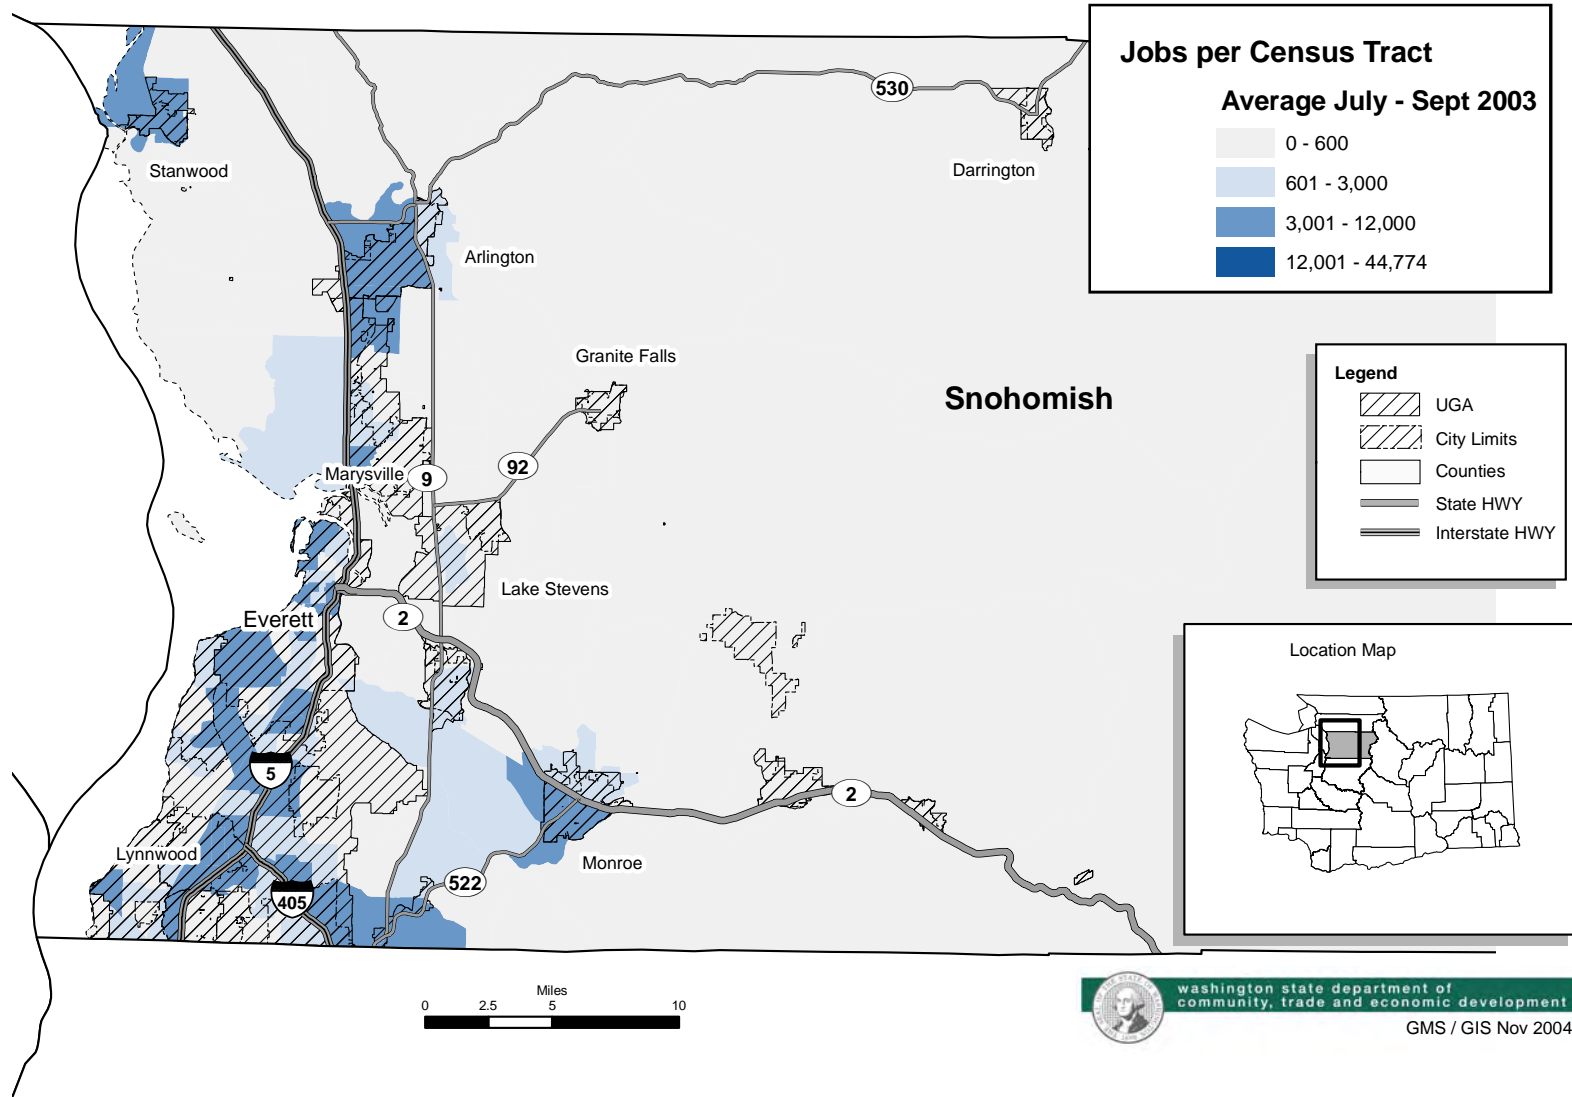 Jobs per Census Tract
Average July - Sept 2003
0 - 600
601 - 3,000
3,001 - 12,000
12,001 - 44,774
530
Stanwood
Darrington
Arlington
Granite Falls
Snohomish
Legend
UGA
City Limits
Counties
State HWY
Interstate HWY
Marysville
9
92
Lake Stevens
Everett
2
Location Map
5
2
Lynnwood
Monroe
522
405
Miles
0
2.5
5
10
washington state department of
community, trade and economic development
GMS / GIS Nov 2004